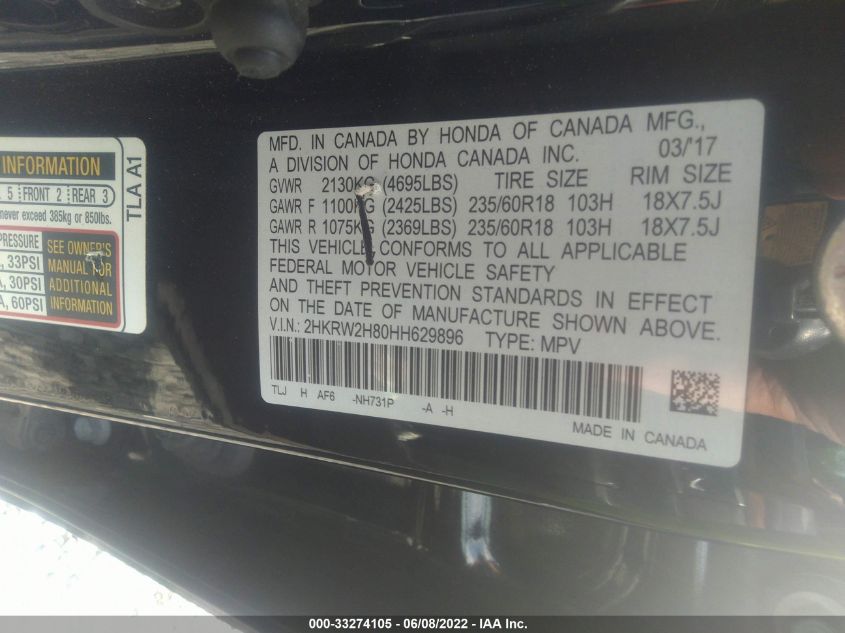 INFORMATION
5 FRONT 2 REAR 3
never exceed 385kg or 850lbs.
PRESSURE
33PSI
30PSI
60PSI
SEE OWNER'S
MANUAL FOR
ADDITIONAL
INFORMATION
TLA A1
MFD. IN CANADA BY HONDA OF CANADA MFG.,
A DIVISION OF HONDA CANADA INC. 03/'17
GVWR 2130KG (4695LBS) TIRE SIZE RIM SIZE
GAWR F 1100KG (2425LBS) 235/60R18 103H 18X7.5J
GAWR R 1075KG (2369LBS) 235/60R18 103H 18X7.5J
THIS VEHICLE CONFORMS TO ALL APPLICABLE
FEDERAL MOTOR VEHICLE SAFETY
AND THEFT PREVENTION STANDARDS IN EFFECT
ON THE DATE OF MANUFACTURE SHOWN ABOVE.
V.I.N.: 2HKRW2H80HH629896 TYPE: MPV
TLJ H AF6 -NH731P -A -H
MADE IN CANADA
000-33274105 - 06/08/2022 - IAA Inc.